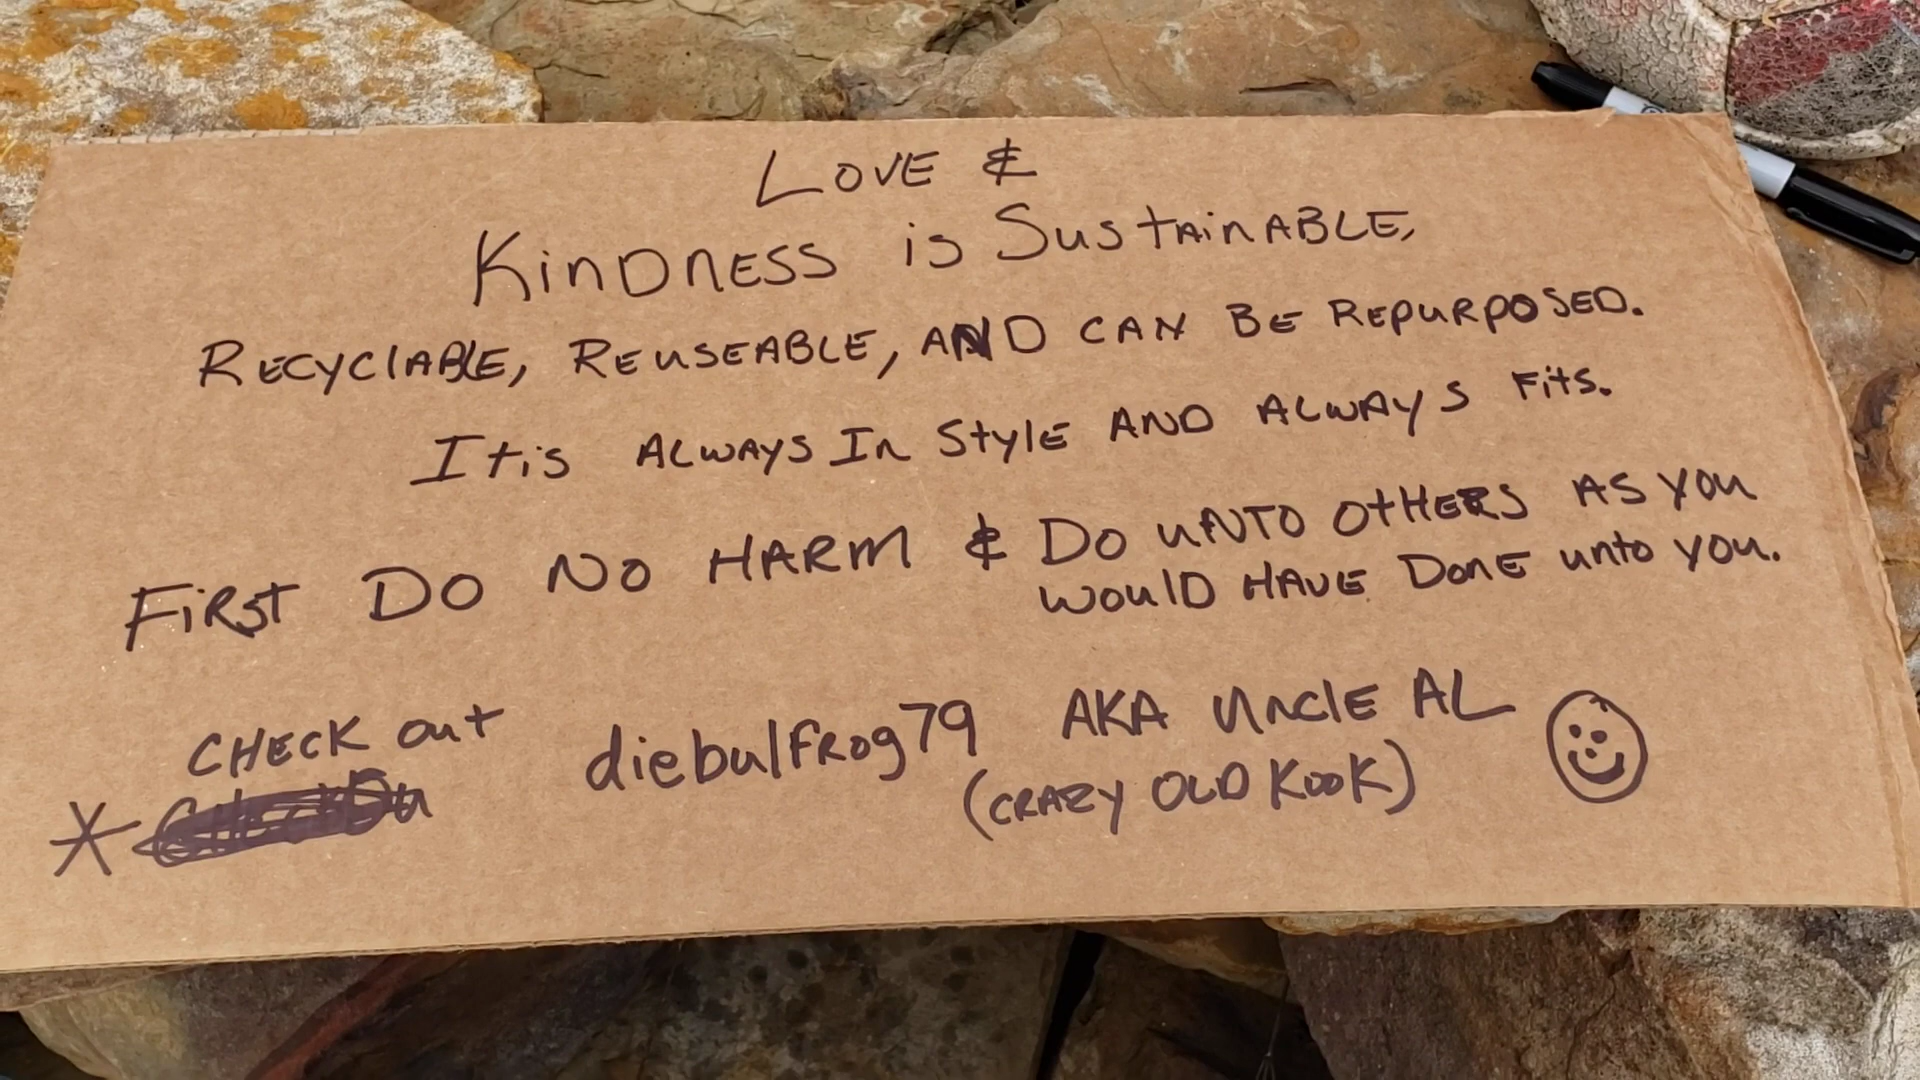 LOVE &
KINDNESS is SustAinABLE,
RECYClABLE, REUSEABLE, AND CAN BE REPURPOSED.
It is ALWAYS In StylE AND ALWAYS Fits.
FiRST DO NO HARM & DO UNTO OtHERS AS YOU
WOUlD HAVE DonE unto you.
CHECK out
* diebulfrog79 AKA UnclE AL
(CRAZY OLD KOOK)